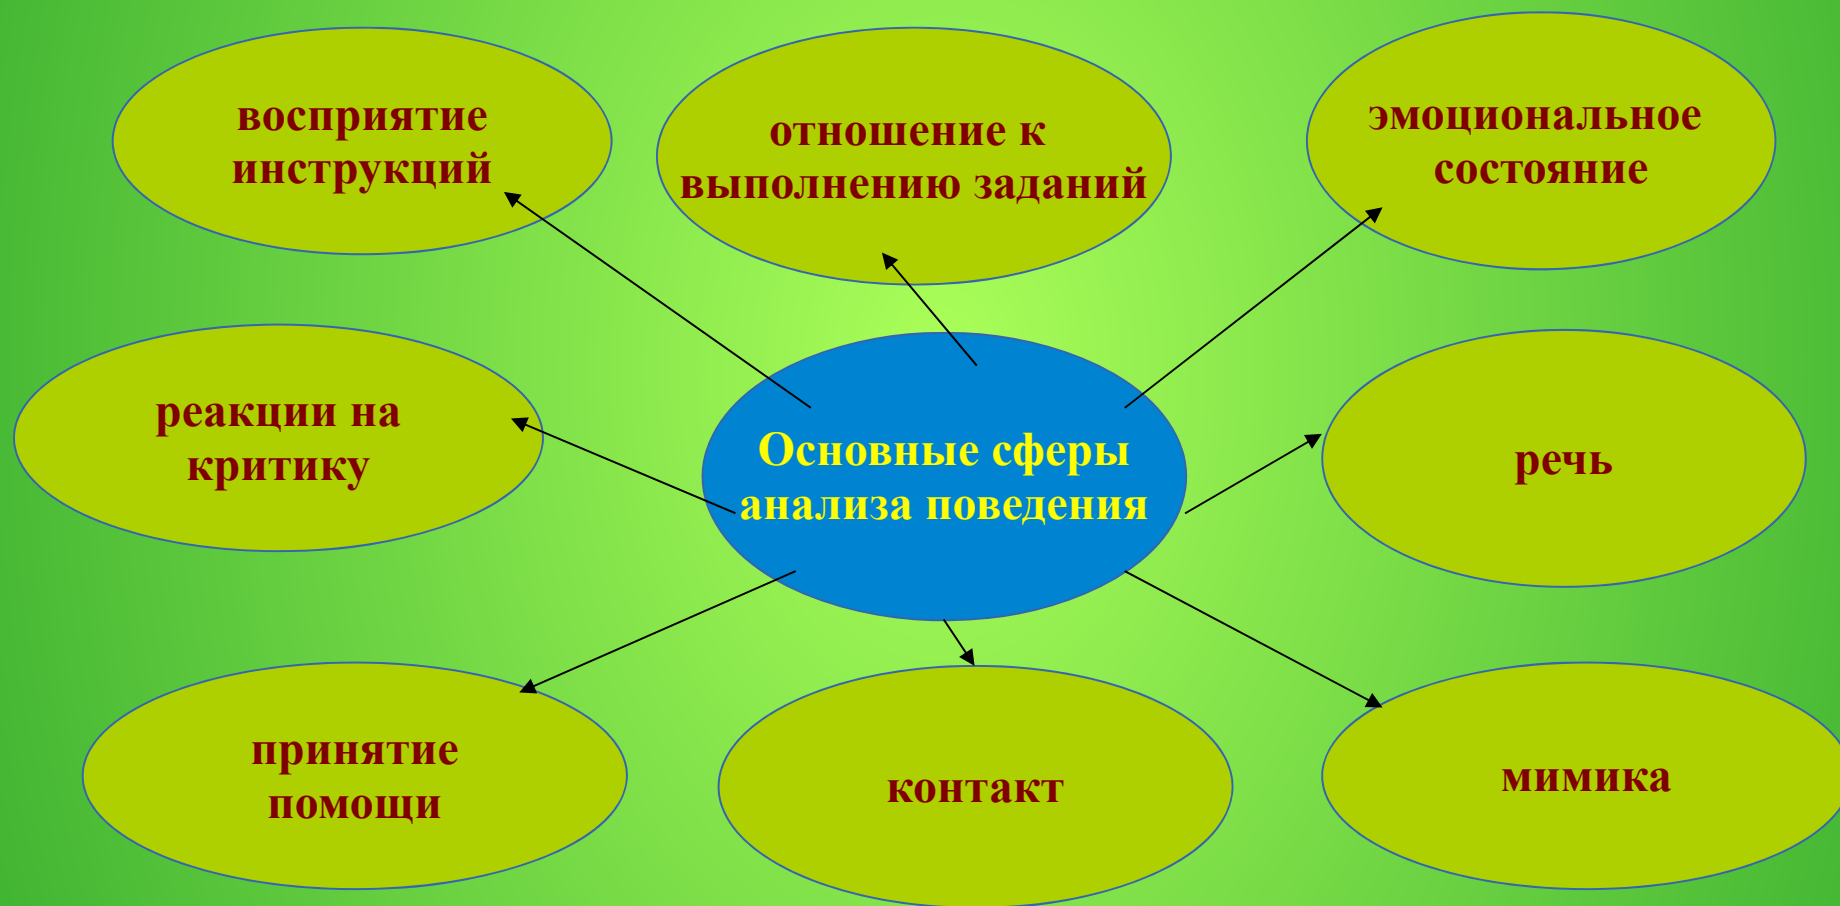 восприятие
инструкций
отношение к
выполнению заданий
эмоциональное
состояние
реакции на
критику
Основные сферы
анализа поведения
речь
принятие
помощи
контакт
мимика